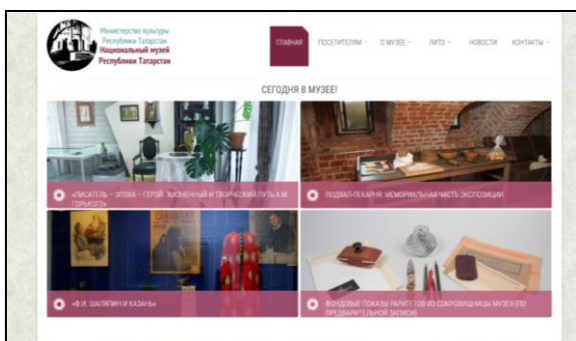 Министерство культуры
Республики Татарстан
Национальный музей
Республики Татарстан
ГЛАВНАЯ ПОСЕТИТЕЛЯМ О МУЗЕЕ ЛИТО НОВОСТИ КОНТАКТЫ
СЕГОДНЯ В МУЗЕЕ!
«ПИСАТЕЛЬ - ЭПОХА - ГЕРОЙ. ЖИЗНЕННЫЙ И ТВОРЧЕСКИЙ ПУТЬ А.М.
ГОРЬКОГО»
ПОДВАЛ-ПЕКАРНЯ: МЕМОРИАЛЬНАЯ ЧАСТЬ ЭКСПОЗИЦИИ
«Ф.И. ШАЛЯПИН И КАЗАНЬ»
ФОНДОВЫЕ ПОКАЗЫ РАРИТЕТОВ ИЗ СОКРОВИЩНИЦЫ МУЗЕЯ (ПО
ПРЕДВАРИТЕЛЬНОЙ ЗАПИСИ)